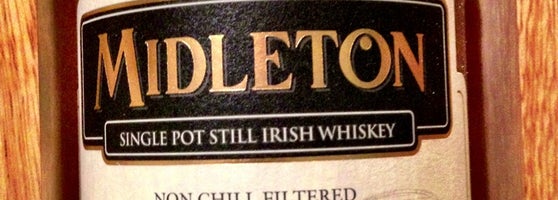 MIDLETON
SINGLE POT STILL IRISH WHISKEY
NON CHILL FILTERED